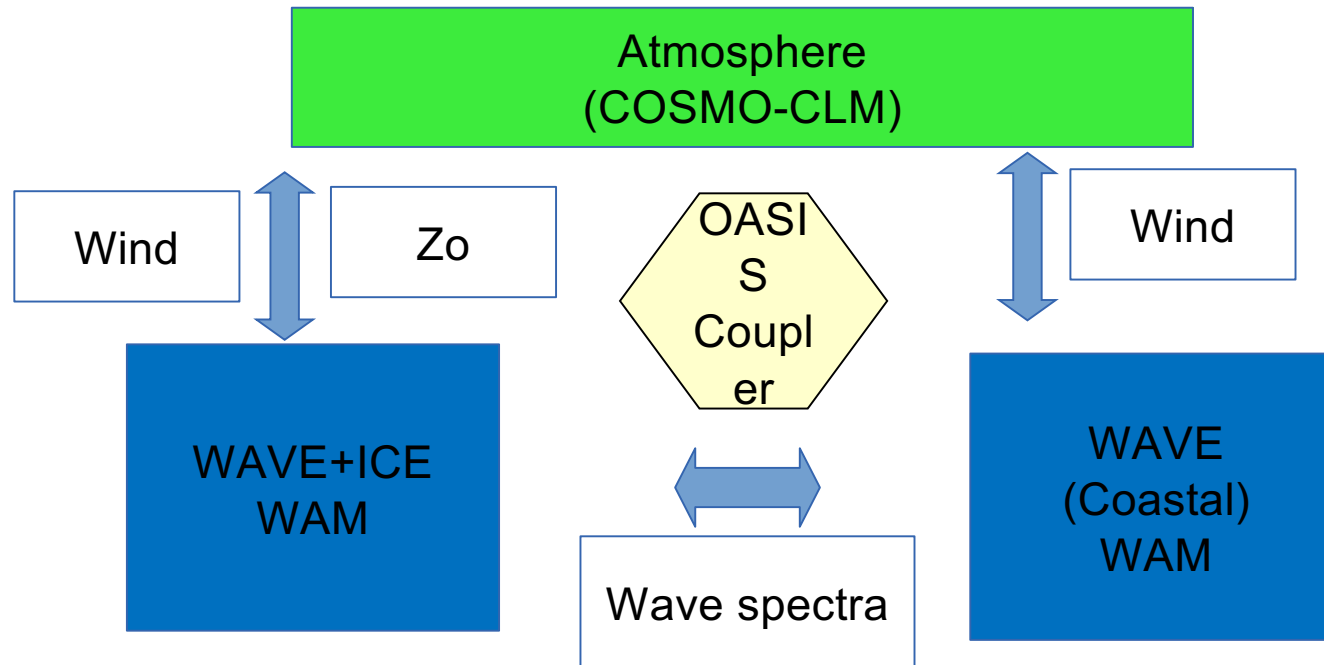 Atmosphere
(COSMO-CLM)
Wind
Zo
OASI
S
Coupl
er
Wind
WAVE+ICE
WAM
WAVE
(Coastal)
WAM
Wave spectra